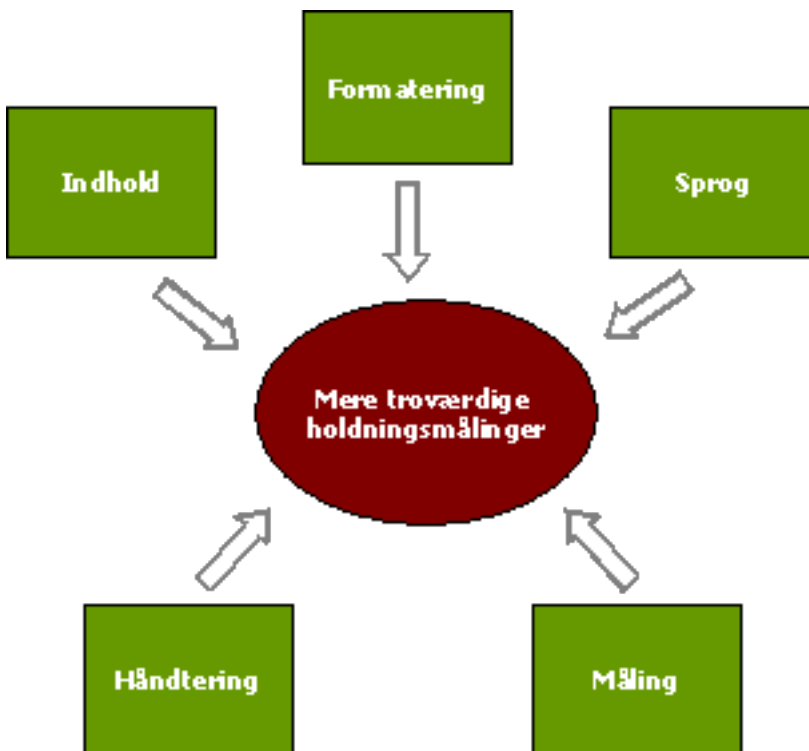 Formatering
Indhold
Sprog
Mere troværdige
holdningsmålinger
Håndtering
Måling